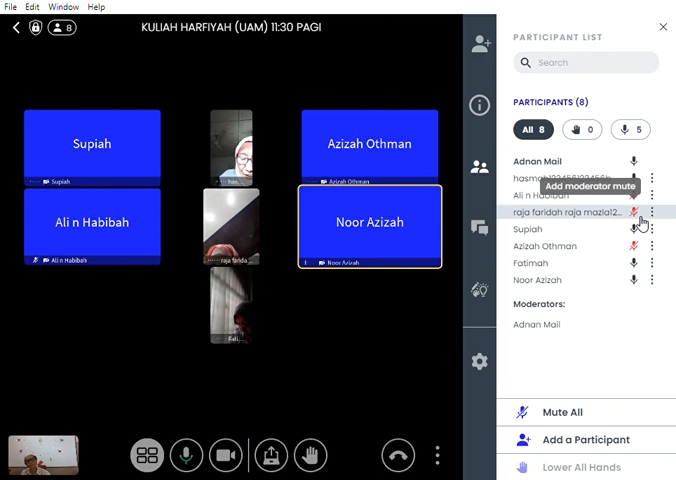 File Edit Window Help
8
KULIAH HARFIYAH (UAM) 11:30 PAGI
PARTICIPANT LIST
Search
PARTICIPANTS (8)
All 8
0
5
Adnan Mail
Add moderator mute
Ali n Habibah
raja faridah raja mazla12...
Supiah
Azizah Othman
Fatimah
Noor Azizah
Moderators:
Adnan Mail
Mute All
Add a Participant
Lower All Hands
Supiah
Supiah
has...
Azizah Othman
Azizah Othman
Ali n Habibah
Ali n Habibah
raja farida...
Noor Azizah
Noor Azizah
Fati...